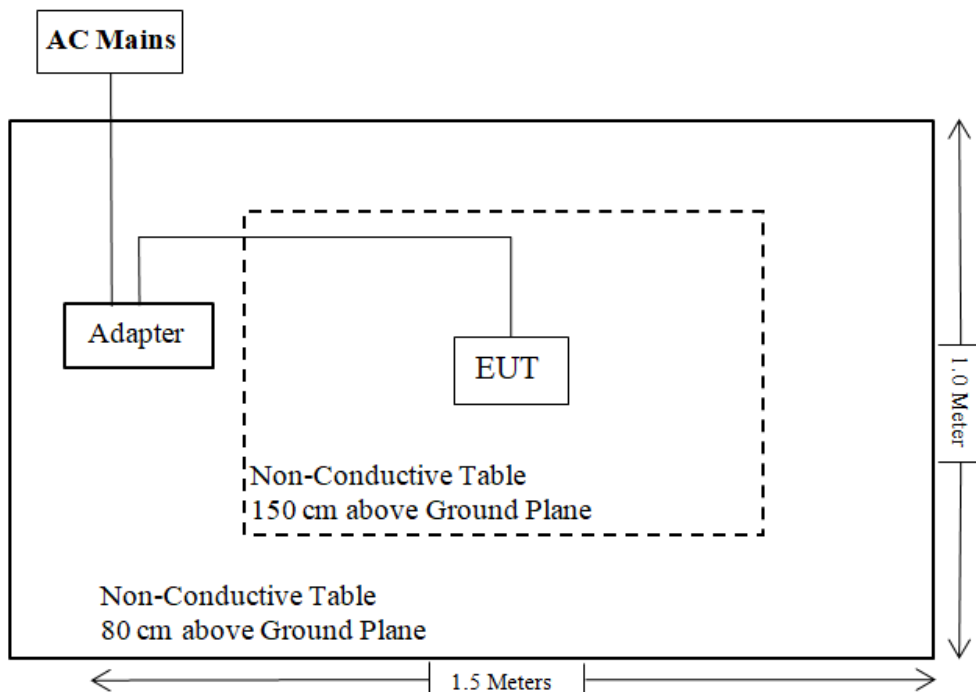 AC Mains
Adapter
EUT
Non-Conductive Table
150 cm above Ground Plane
Non-Conductive Table
80 cm above Ground Plane
1.0 Meter
1.5 Meters